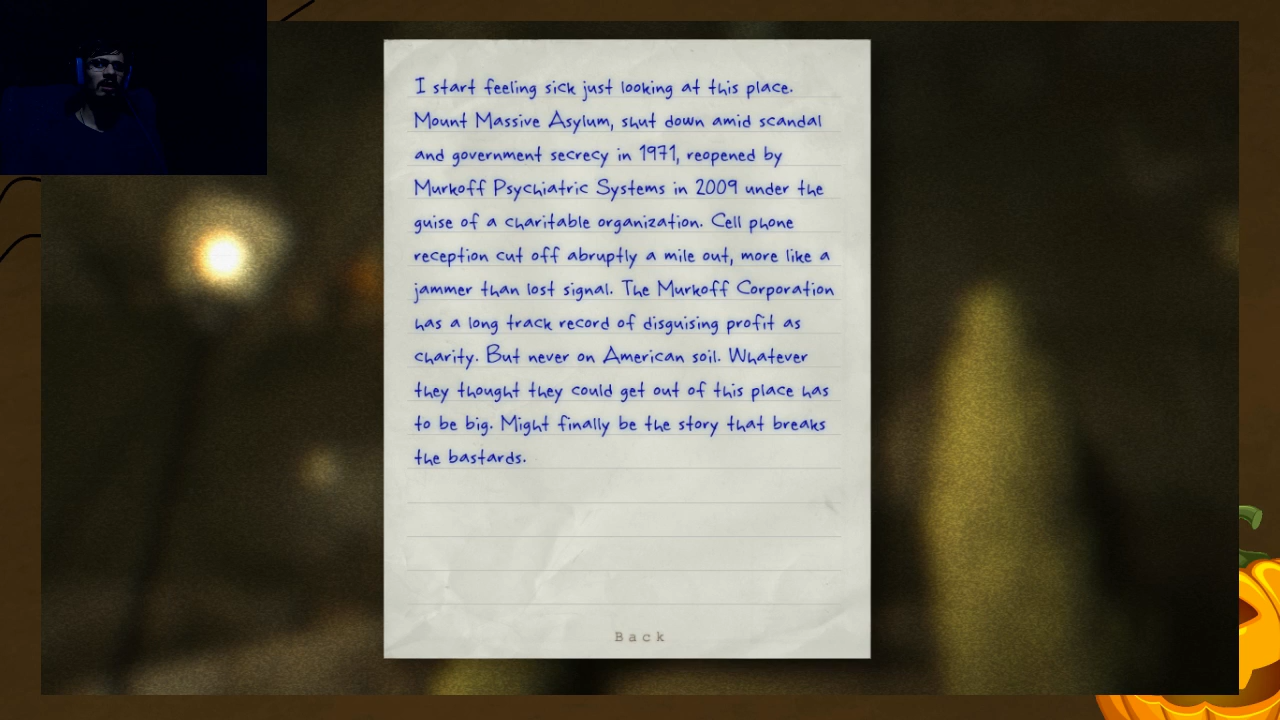 I start feeling sick just looking at this place.
Mount Massive Asylum, shut down amid scandal
and government secrecy in 1971, reopened by
Murkoff Psychiatric Systems in 2009 under the
guise of a charitable organization. Cell phone
reception cut off abruptly a mile out, more like a
jammer than lost signal. The Murkoff Corporation
has a long track record of disguising profit as
charity. But never on American soil. Whatever
they thought they could get out of this place has
to be big. Might finally be the story that breaks
the bastards.
Back